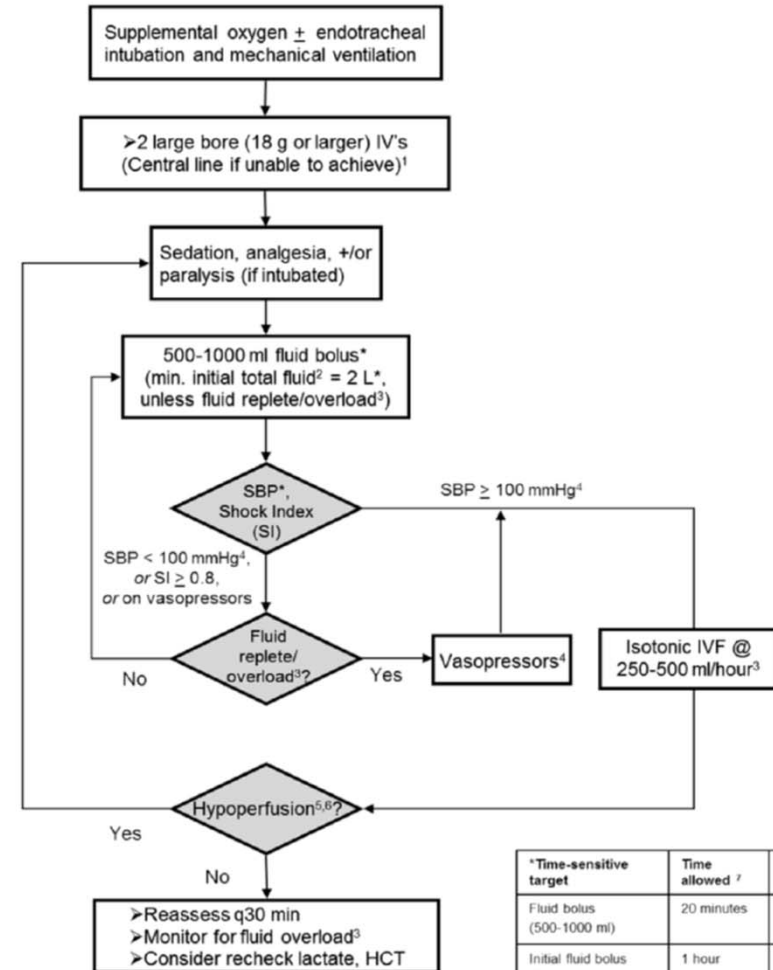 Supplemental oxygen ± endotracheal
intubation and mechanical ventilation
➢2 large bore (18 g or larger) IV's
(Central line if unable to achieve)¹
Sedation, analgesia, +/or
paralysis (if intubated)
500-1000 ml fluid bolus*
(min. initial total fluid² = 2 L*,
unless fluid replete/overload³)
SBP*,
Shock Index
(SI)
SBP ≥ 100 mmHg⁴
SBP < 100 mmHg⁴,
or SI ≥ 0.8,
or on vasopressors
Fluid
replete/
overload³?
No
Yes
Vasopressors⁴
Isotonic IVF @
250-500 ml/hour³
Hypoperfusion⁵,⁶?
Yes
No
➢Reassess q30 min
➢Monitor for fluid overload³
➢Consider recheck lactate, HCT
*Time-sensitive
target
Time
allowed ⁷
Fluid bolus
(500-1000 ml)
20 minutes
Initial fluid bolus
1 hour